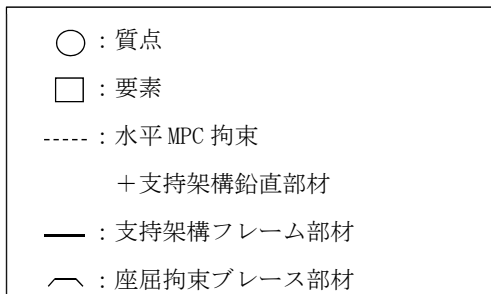 ：質点
：要素
：水平 MPC 拘束
＋支持架構鉛直部材
：支持架構フレーム部材
：座屈拘束ブレース部材